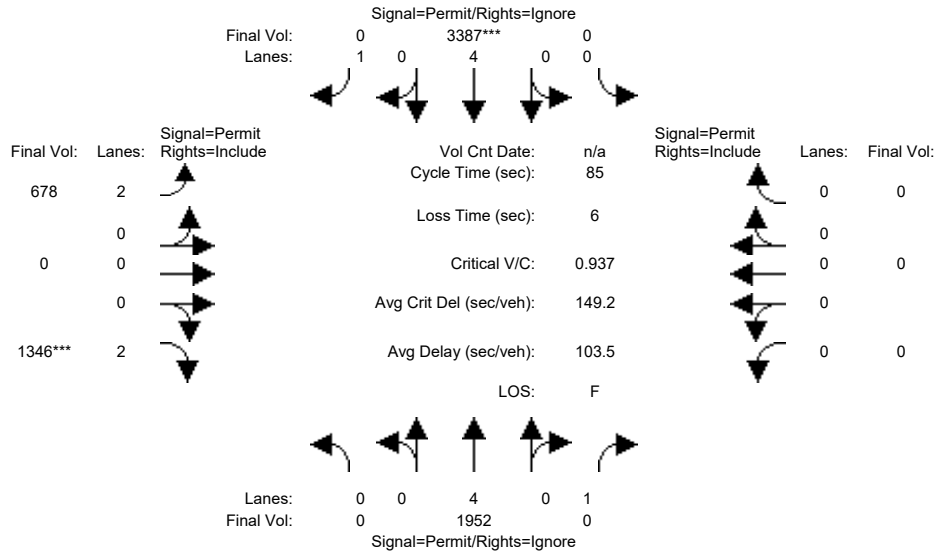 Signal=Permit/Rights=Ignore
Final Vol: 0 3387*** 0
Lanes: 1 0 4 0 0
Signal=Permit Signal=Permit
Final Vol: Lanes: Rights=Include Vol Cnt Date: n/a Rights=Include Lanes: Final Vol:
Cycle Time (sec): 85
678 2 0 0
Loss Time (sec): 6
0 0
0 0 Critical V/C: 0.937 0 0
0 Avg Crit Del (sec/veh): 149.2 0
1346*** 2 Avg Delay (sec/veh): 103.5 0 0
LOS: F
Lanes: 0 0 4 0 1
Final Vol: 0 1952 0
Signal=Permit/Rights=Ignore